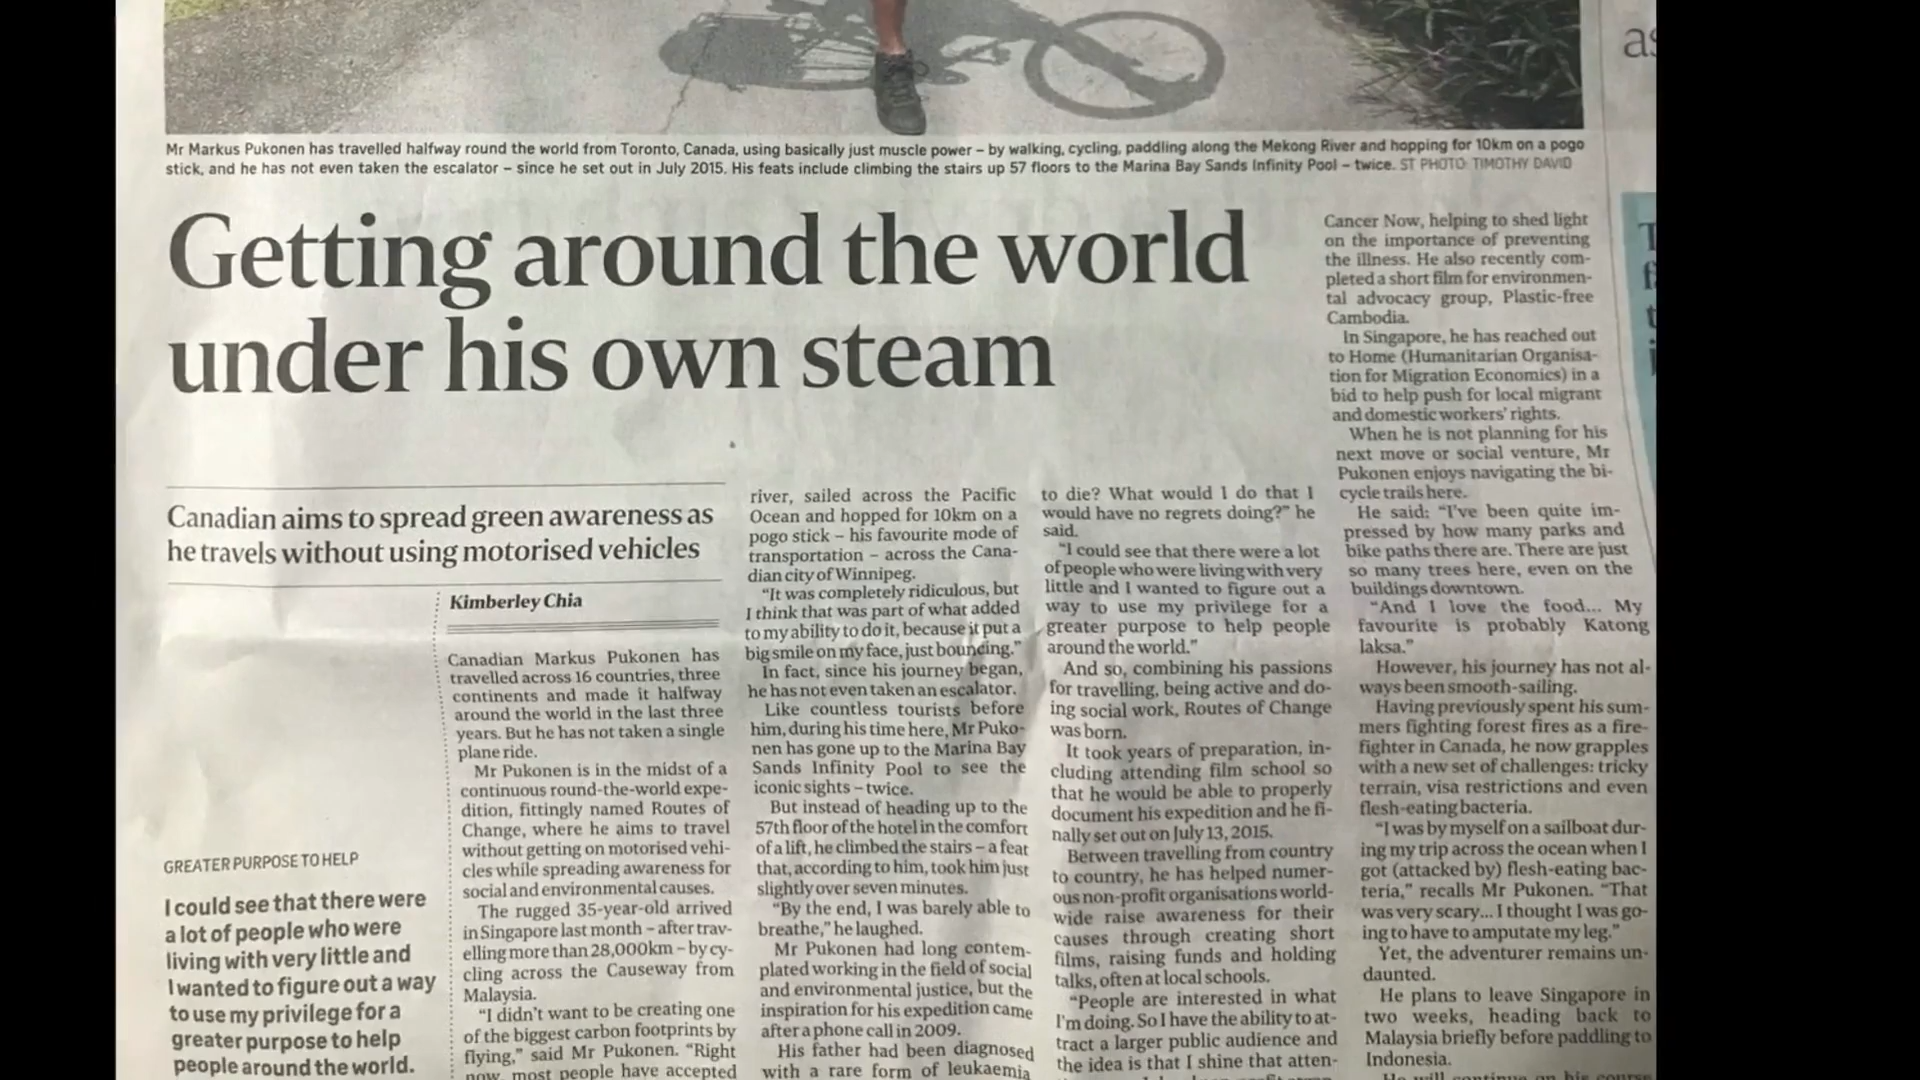 as
Mr Markus Pukonen has travelled halfway round the world from Toronto, Canada, using basically just muscle power – by walking, cycling, paddling along the Mekong River and hopping for 10km on a pogo
stick, and he has not even taken the escalator – since he set out in July 2015. His feats include climbing the stairs up 57 floors to the Marina Bay Sands Infinity Pool – twice. ST PHOTO: TIMOTHY DAVID
Getting around the world
under his own steam
Canadian aims to spread green awareness as
he travels without using motorised vehicles
GREATER PURPOSE TO HELP
I could see that there were
a lot of people who were
living with very little and
I wanted to figure out a way
to use my privilege for a
greater purpose to help
people around the world.
Kimberley Chia
Canadian Markus Pukonen has
travelled across 16 countries, three
continents and made it halfway
around the world in the last three
years. But he has not taken a single
plane ride.
Mr Pukonen is in the midst of a
continuous round-the-world expe-
dition, fittingly named Routes of
Change, where he aims to travel
without getting on motorised vehi-
cles while spreading awareness for
social and environmental causes.
The rugged 35-year-old arrived
in Singapore last month – after trav-
elling more than 28,000km – by cy-
cling across the Causeway from
Malaysia.
"I didn't want to be creating one
of the biggest carbon footprints by
flying," said Mr Pukonen. "Right
now, most people have accepted
river, sailed across the Pacific
Ocean and hopped for 10km on a
pogo stick – his favourite mode of
transportation – across the Cana-
dian city of Winnipeg.
"It was completely ridiculous, but
I think that was part of what added
to my ability to do it, because it put a
big smile on my face, just bouncing."
In fact, since his journey began,
he has not even taken an escalator.
Like countless tourists before
him, during his time here, Mr Puko-
nen has gone up to the Marina Bay
Sands Infinity Pool to see the
iconic sights – twice.
But instead of heading up to the
57th floor of the hotel in the comfort
of a lift, he climbed the stairs – a feat
that, according to him, took him just
slightly over seven minutes.
"By the end, I was barely able to
breathe," he laughed.
Mr Pukonen had long contem-
plated working in the field of social
and environmental justice, but the
inspiration for his expedition came
after a phone call in 2009.
His father had been diagnosed
with a rare form of leukaemia
to die? What would I do that I
would have no regrets doing?" he
said.
"I could see that there were a lot
of people who were living with very
little and I wanted to figure out a
way to use my privilege for a
greater purpose to help people
around the world."
And so, combining his passions
for travelling, being active and do-
ing social work, Routes of Change
was born.
It took years of preparation, in-
cluding attending film school so
that he would be able to properly
document his expedition and he fi-
nally set out on July 13, 2015.
Between travelling from country
to country, he has helped numer-
ous non-profit organisations world-
wide raise awareness for their
causes through creating short
films, raising funds and holding
talks, often at local schools.
"People are interested in what
I'm doing. So I have the ability to at-
tract a larger public audience and
the idea is that I shine that atten-
Cancer Now, helping to shed light
on the importance of preventing
the illness. He also recently com-
pleted a short film for environmen-
tal advocacy group, Plastic-free
Cambodia.
In Singapore, he has reached out
to Home (Humanitarian Organisa-
tion for Migration Economics) in a
bid to help push for local migrant
and domestic workers' rights.
When he is not planning for his
next move or social venture, Mr
Pukonen enjoys navigating the bi-
cycle trails here.
He said: "I've been quite im-
pressed by how many parks and
bike paths there are. There are just
so many trees here, even on the
buildings downtown.
"And I love the food... My
favourite is probably Katong
laksa."
However, his journey has not al-
ways been smooth-sailing.
Having previously spent his sum-
mers fighting forest fires as a fire-
fighter in Canada, he now grapples
with a new set of challenges: tricky
terrain, visa restrictions and even
flesh-eating bacteria.
"I was by myself on a sailboat dur-
ing my trip across the ocean when I
got (attacked by) flesh-eating bac-
teria," recalls Mr Pukonen. "That
was very scary... I thought I was go-
ing to have to amputate my leg."
Yet, the adventurer remains un-
daunted.
He plans to leave Singapore in
two weeks, heading back to
Malaysia briefly before paddling to
Indonesia.